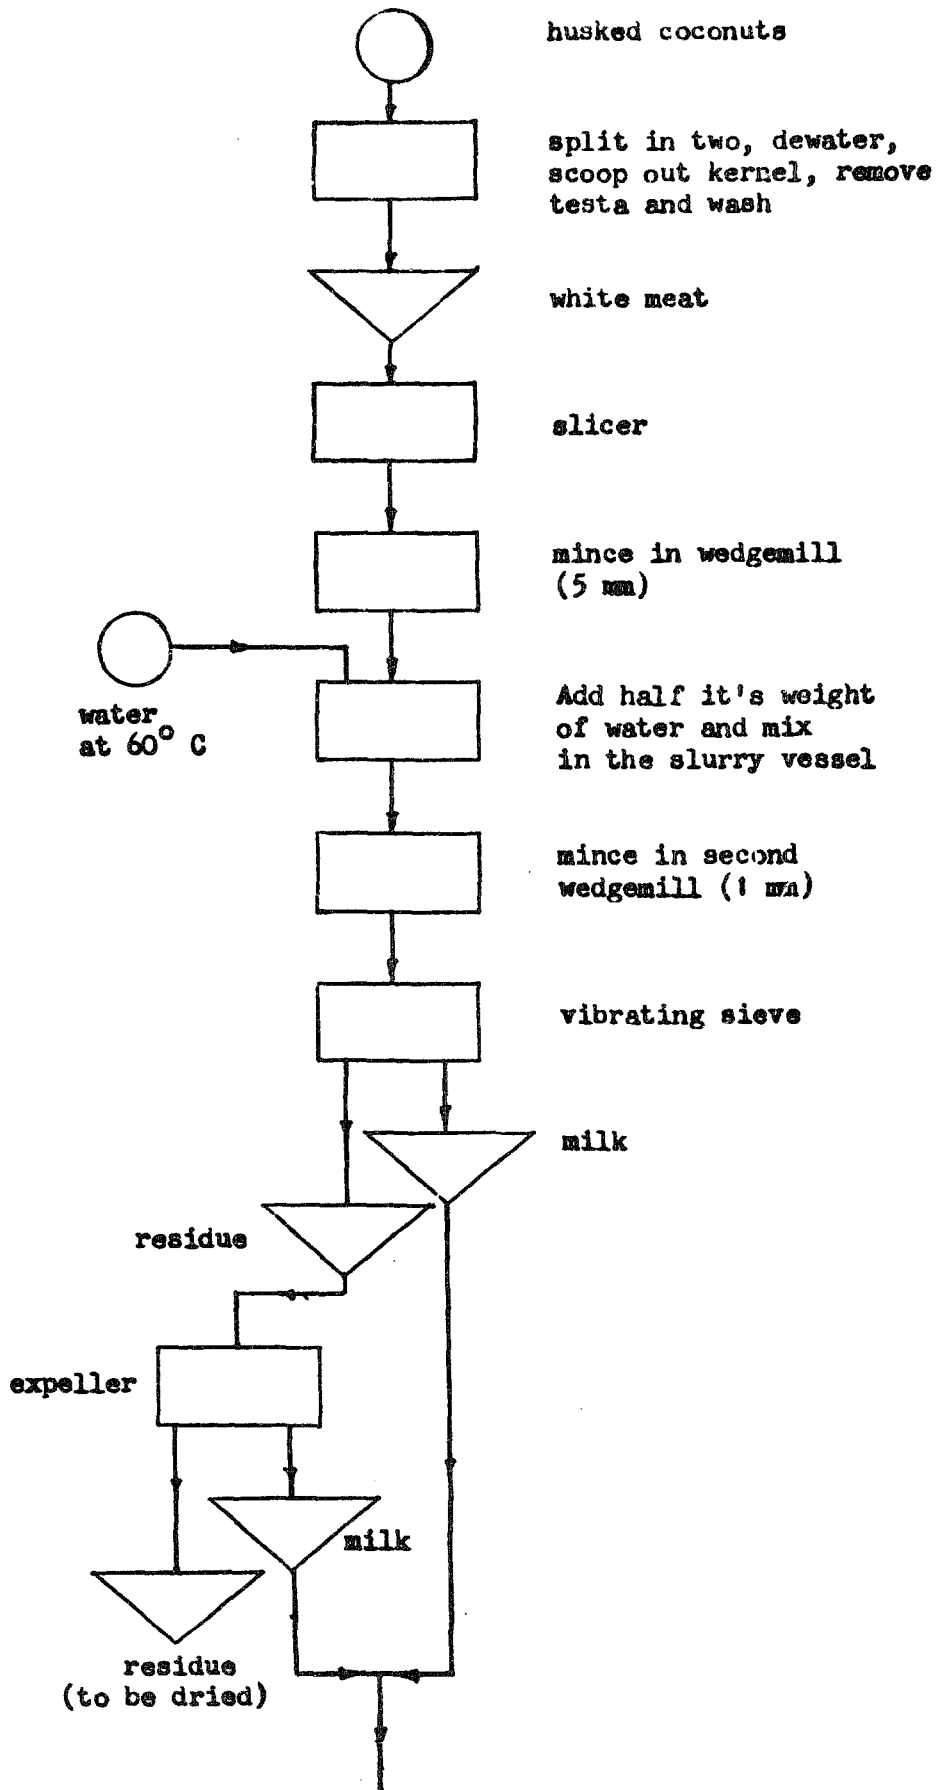 husked coconuts
split in two, dewater,
scoop out kernel, remove
testa and wash
white meat
slicer
mince in wedgemill
(5 mm)
water
at 60° C
Add half it's weight
of water and mix
in the slurry vessel
mince in second
wedgemill (1 mm)
vibrating sieve
milk
residue
expeller
milk
residue
(to be dried)